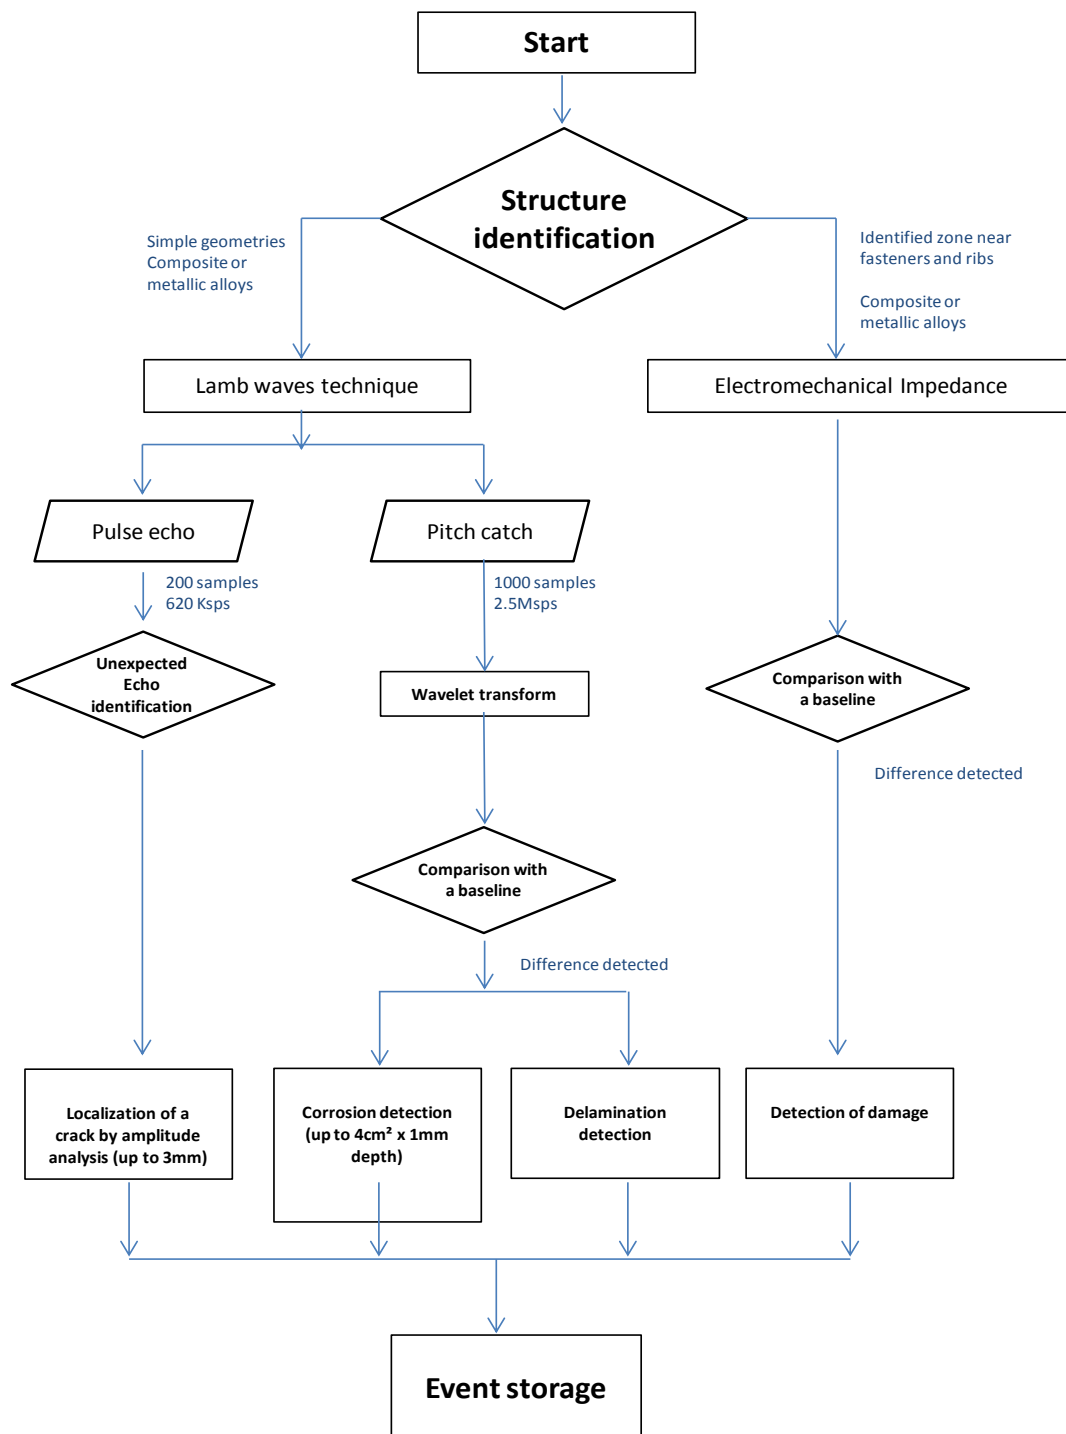 Start
Structure
identification
Simple geometries
Composite or
metallic alloys
Identified zone near
fasteners and ribs
Composite or
metallic alloys
Lamb waves technique
Electromechanical Impedance
Pulse echo
Pitch catch
200 samples
620 Ksps
1000 samples
2.5Msps
Unexpected
Echo
identification
Wavelet transform
Comparison with
a baseline
Difference detected
Comparison with
a baseline
Difference detected
Localization of a
crack by amplitude
analysis (up to 3mm)
Corrosion detection
(up to 4cm² x 1mm
depth)
Delamination
detection
Detection of damage
Event storage